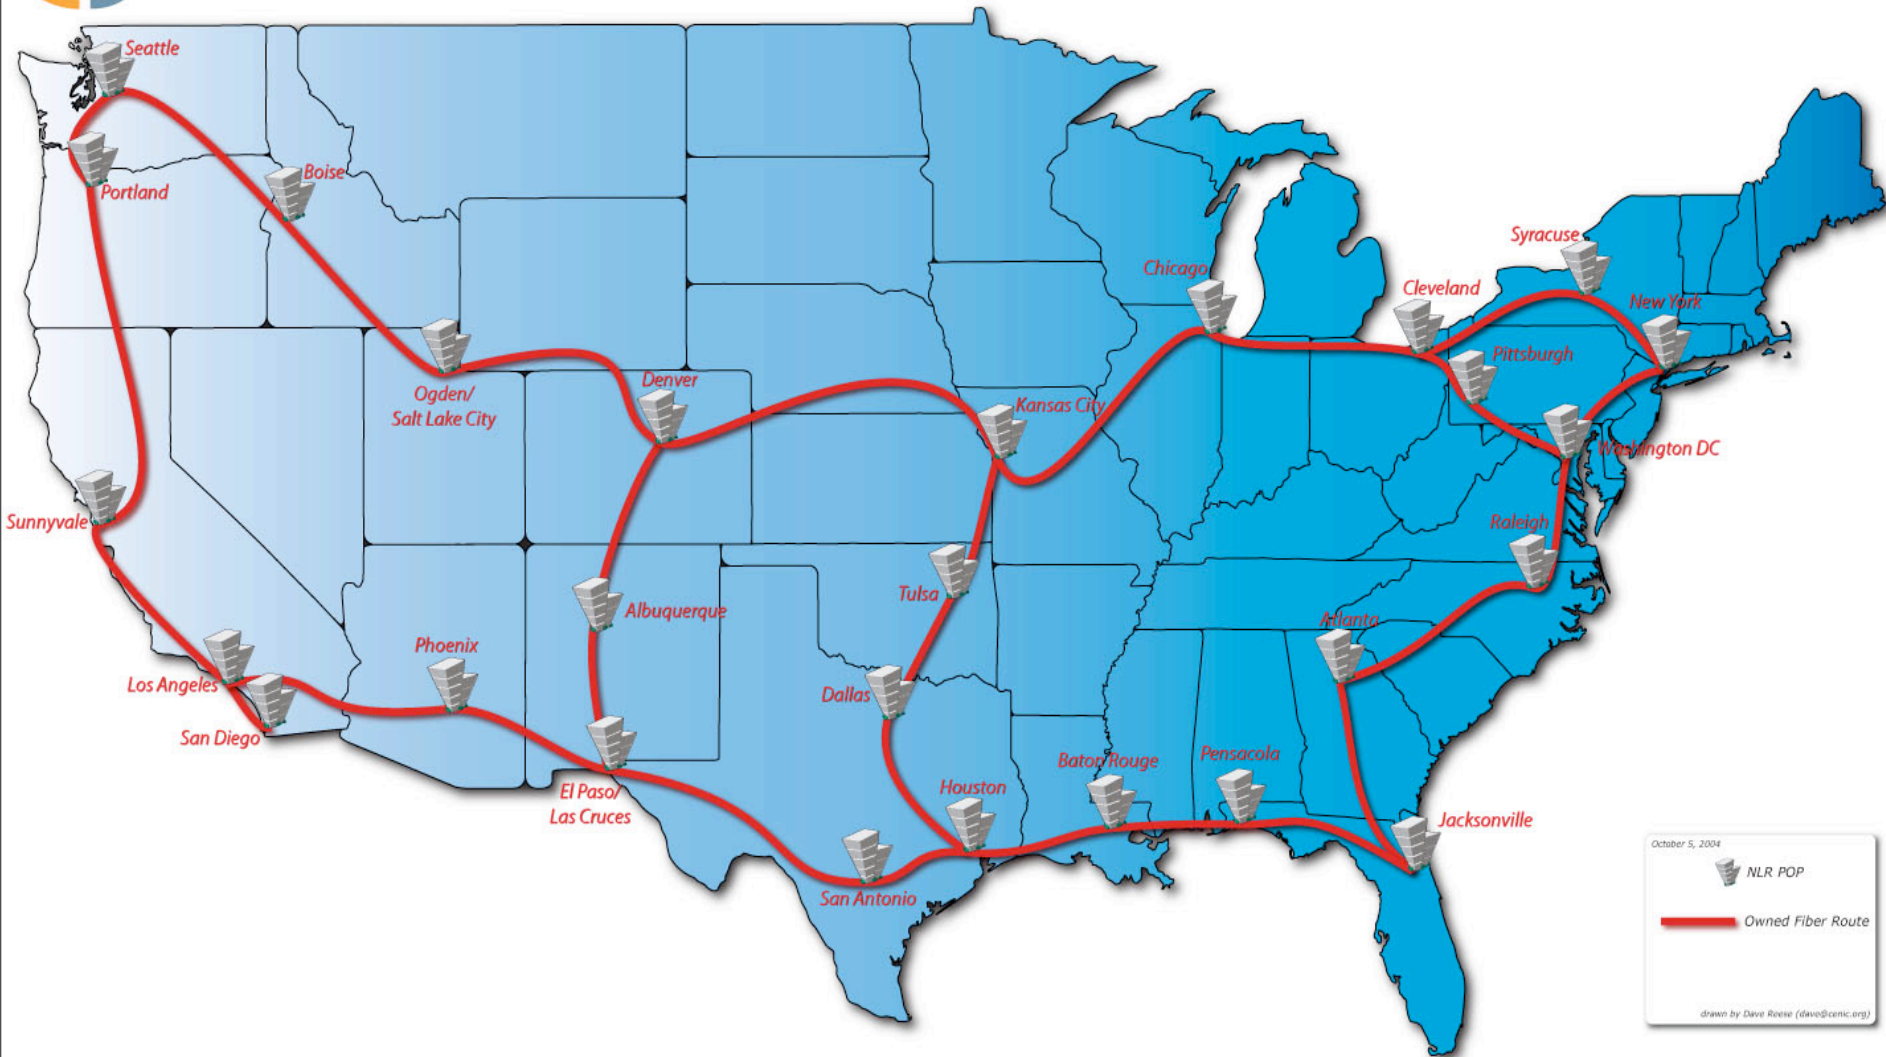 Seattle
Boise
Portland
Syracuse
Chicago
Cleveland
New York
Pittsburgh
Ogden/
Salt Lake City
Denver
Kansas City
Washington DC
Sunnyvale
Raleigh
Tulsa
Albuquerque
Atlanta
Phoenix
Los Angeles
Dallas
San Diego
Baton Rouge
Pensacola
El Paso/
Las Cruces
Houston
Jacksonville
San Antonio
October 5, 2004
NLR POP
Owned Fiber Route
drawn by Dave Reese (dave@cenic.org)